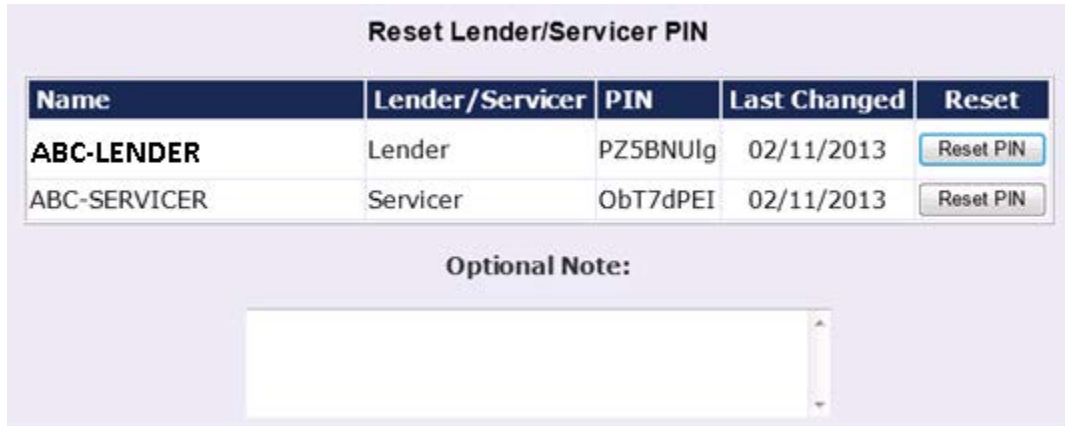 Reset Lender/Servicer PIN
Name Lender/Servicer PIN Last Changed Reset
ABC-LENDER Lender PZ5BNUlg 02/11/2013 Reset PIN
ABC-SERVICER Servicer ObT7dPEI 02/11/2013 Reset PIN
Optional Note: